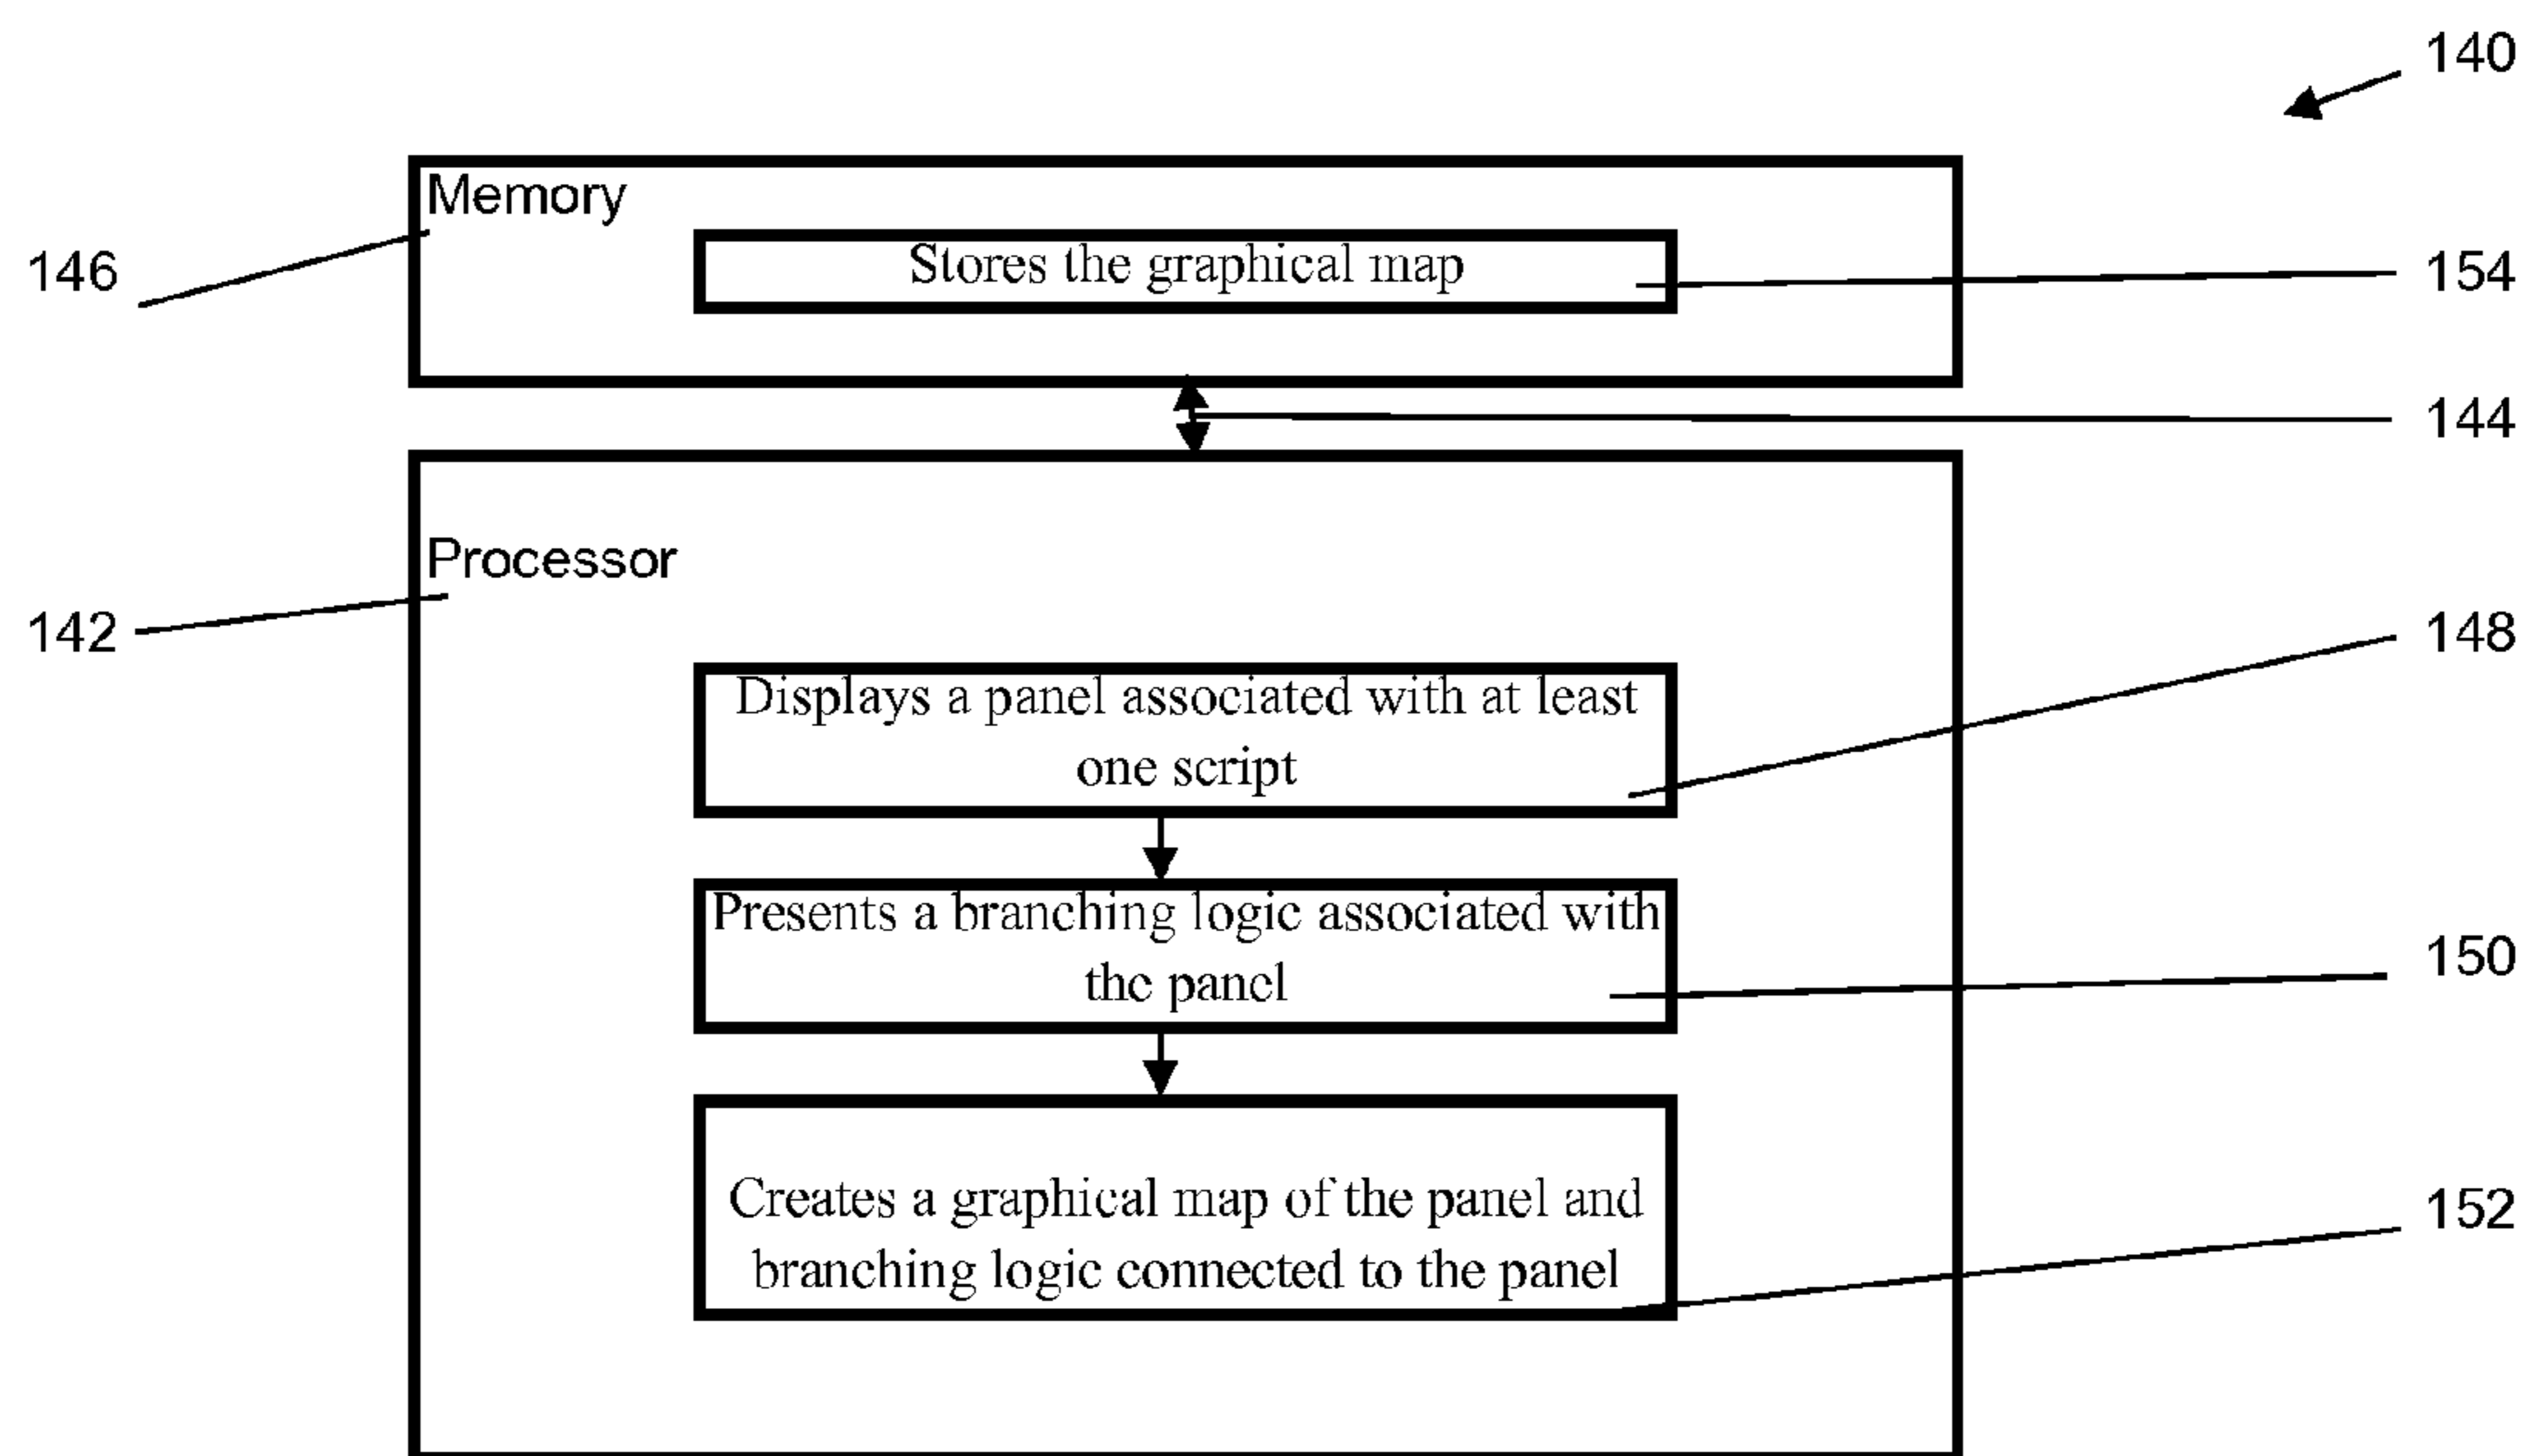 140
Memory
Stores the graphical map
146
154
144
Processor
142
148
Displays a panel associated with at least
one script
Presents a branching logic associated with
the panel
150
Creates a graphical map of the panel and
branching logic connected to the panel
152